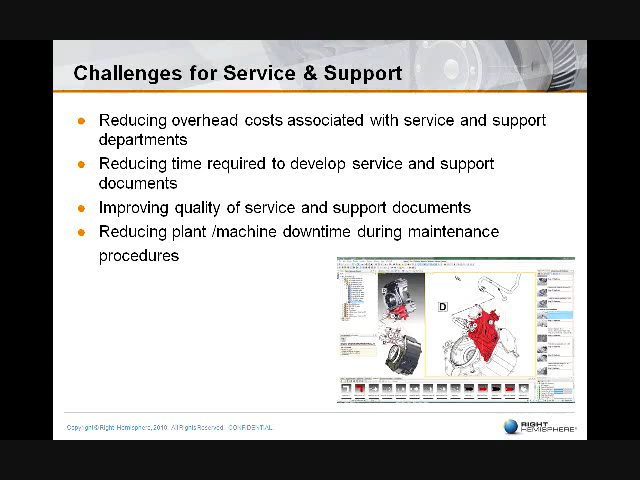 Challenges for Service & Support
Reducing overhead costs associated with service and support
departments
Reducing time required to develop service and support
documents
Improving quality of service and support documents
Reducing plant /machine downtime during maintenance
procedures
D
Copyright © Right Hemisphere, 2010 All Rights Reserved CONFIDENTIAL
RIGHT
HEMISPHERE